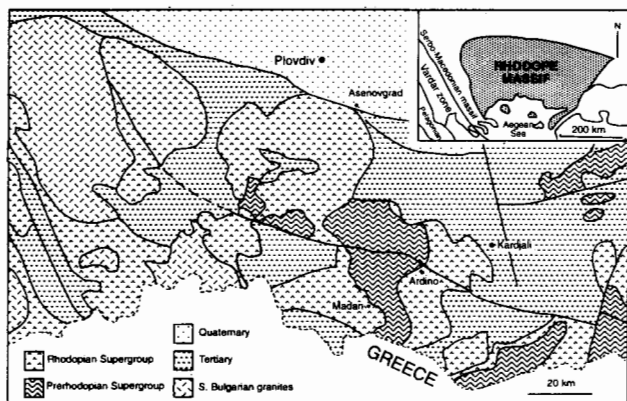 Plovdiv
Asenovgrad
Kardjali
Ardino
Madan
GREECE
20 km
N
Serbo-Macedonian massif
Vardar zone
RHODOPE
MASSIF
Aegean
Sea
200 km
Quaternary
Rhodopian Supergroup
Tertiary
Prerhodopian Supergroup
S. Bulgarian granites